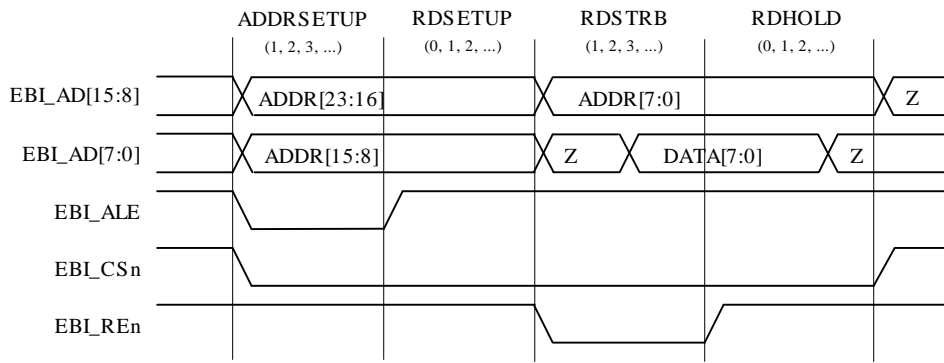 ADDRSETUP RDSETUP RDSTRB RDHOLD
(1, 2, 3, ...) (0, 1, 2, ...) (1, 2, 3, ...) (0, 1, 2, ...)
EBI_AD[15:8] ADDR[23:16] ADDR[7:0] Z
EBI_AD[7:0] ADDR[15:8] Z DATA[7:0] Z
EBI_ALE
EBI_CSn
EBI_REn